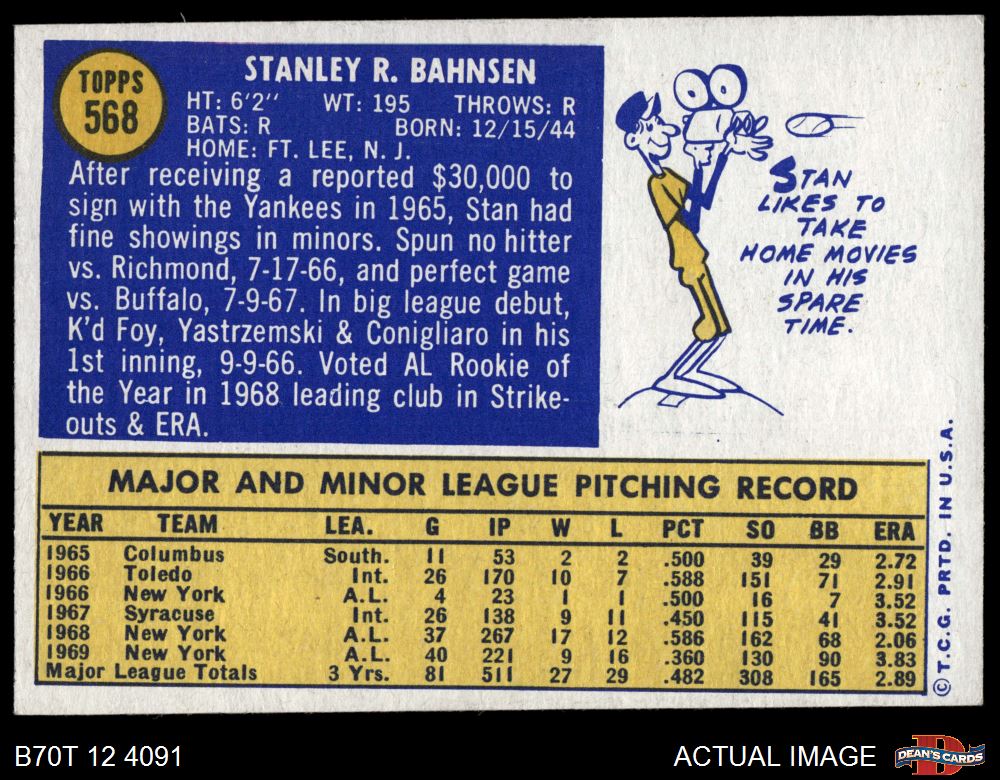 TOPPS
568
STANLEY R. BAHNSEN
HT: 6'2" WT: 195 THROWS: R
BATS: R BORN: 12/15/44
HOME: FT. LEE, N. J.
After receiving a reported $30,000 to
sign with the Yankees in 1965, Stan had
fine showings in minors. Spun no hitter
vs. Richmond, 7-17-66, and perfect game
vs. Buffalo, 7-9-67. In big league debut,
K'd Foy, Yastrzemski & Conigliaro in his
1st inning, 9-9-66. Voted AL Rookie of
the Year in 1968 leading club in Strike-
outs & ERA.
STAN
LIKES TO
TAKE
HOME MOVIES
IN HIS
SPARE
TIME.
MAJOR AND MINOR LEAGUE PITCHING RECORD
YEAR TEAM LEA. G IP W L PCT SO BB ERA
1965 Columbus South. 11 53 2 2 .500 39 29 2.72
1966 Toledo Int. 26 170 10 7 .588 151 71 2.91
1966 New York A.L. 4 23 1 1 .500 16 7 3.52
1967 Syracuse Int. 26 138 9 11 .450 115 41 3.52
1968 New York A.L. 37 267 17 12 .586 162 68 2.06
1969 New York A.L. 40 221 9 16 .360 130 90 3.83
Major League Totals 3 Yrs. 81 511 27 29 .482 308 165 2.89
© T.C.G. PRTD. IN U.S.A.
B70T 12 4091
ACTUAL IMAGE
D
DEAN'S CARDS